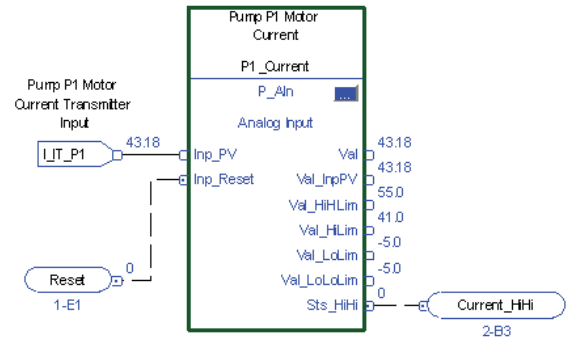 Pump P1 Motor
Current
P1_Current
P_AIn
...
Analog Input
Pump P1 Motor
Current Transmitter
Input
I_IT_P1
43.18
Inp_PV
Inp_Reset
Val
43.18
Val_InpPV
43.18
Val_HiHLim
55.0
Val_HiLim
41.0
Val_LoLim
-5.0
Val_LoLoLim
-5.0
Sts_HiHi
0
Reset
0
1-E1
Current_HiHi
2-B3